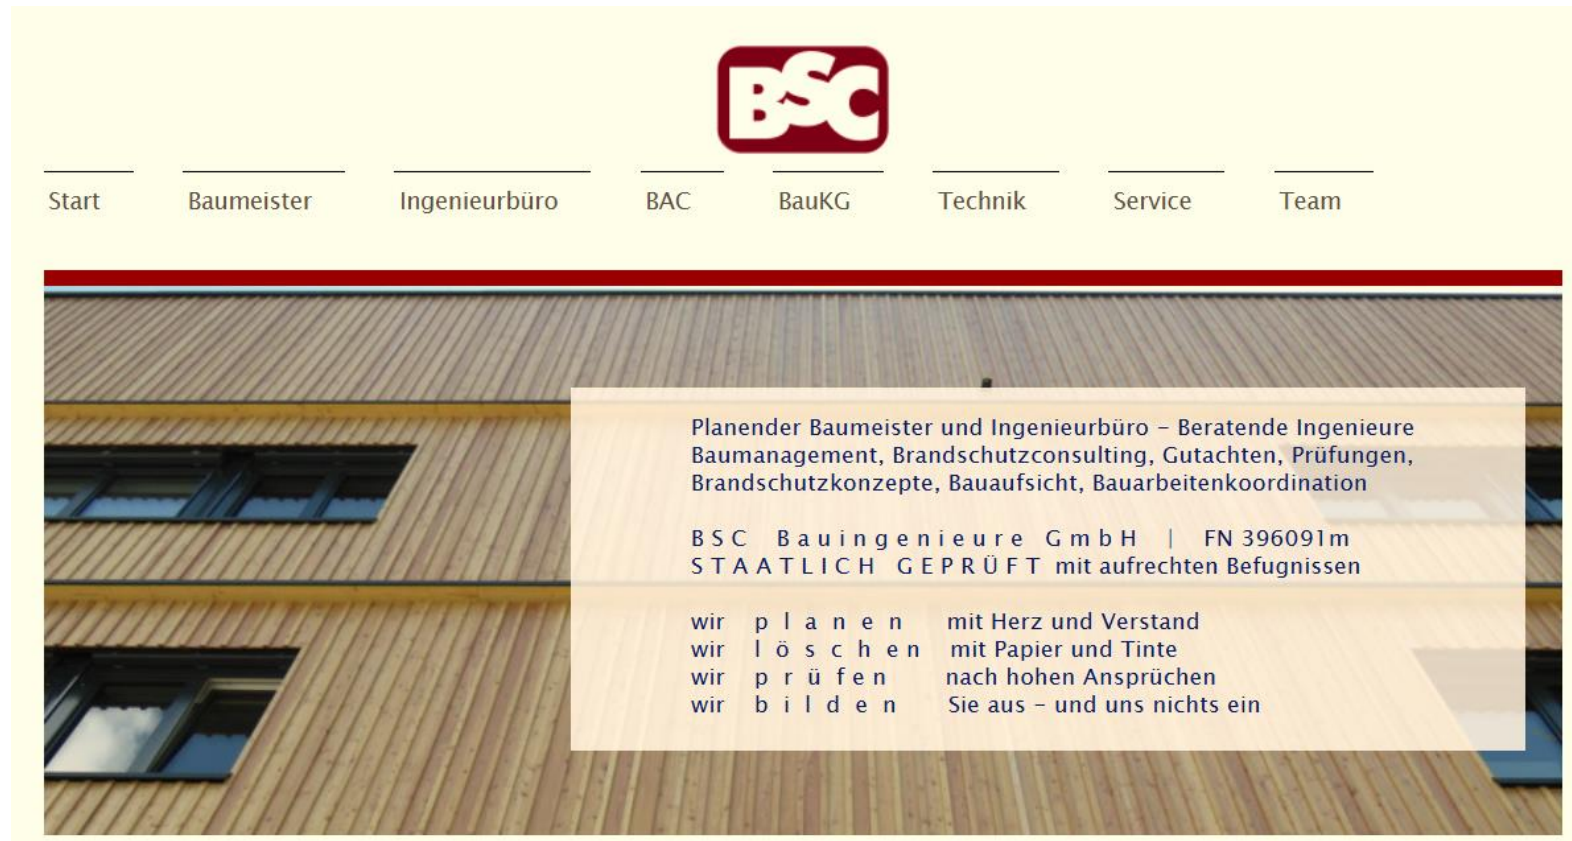 BSC
Start Baumeister Ingenieurbüro BAC BauKG Technik Service Team
Planender Baumeister und Ingenieurbüro – Beratende Ingenieure
Baumanagement, Brandschutzconsulting, Gutachten, Prüfungen,
Brandschutzkonzepte, Bauaufsicht, Bauarbeitenkoordination
B S C  B a u i n g e n i e u r e  G m b H  |  FN 396091m
S T A A T L I C H  G E P R Ü F T mit aufrechten Befugnissen
wir  p l a n e n  mit Herz und Verstand
wir  l ö s c h e n  mit Papier und Tinte
wir  p r ü f e n  nach hohen Ansprüchen
wir  b i l d e n  Sie aus – und uns nichts ein